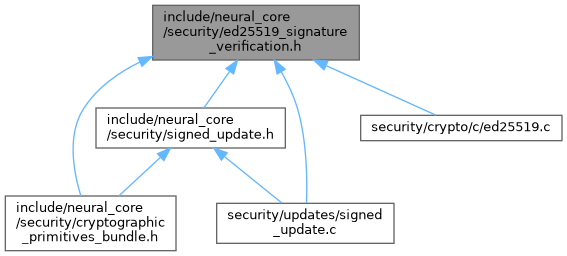 include/neural_core
/security/ed25519_signature
_verification.h
include/neural_core
/security/signed_update.h
security/crypto/c/ed25519.c
include/neural_core
/security/cryptographic
_primitives_bundle.h
security/updates/signed
_update.c